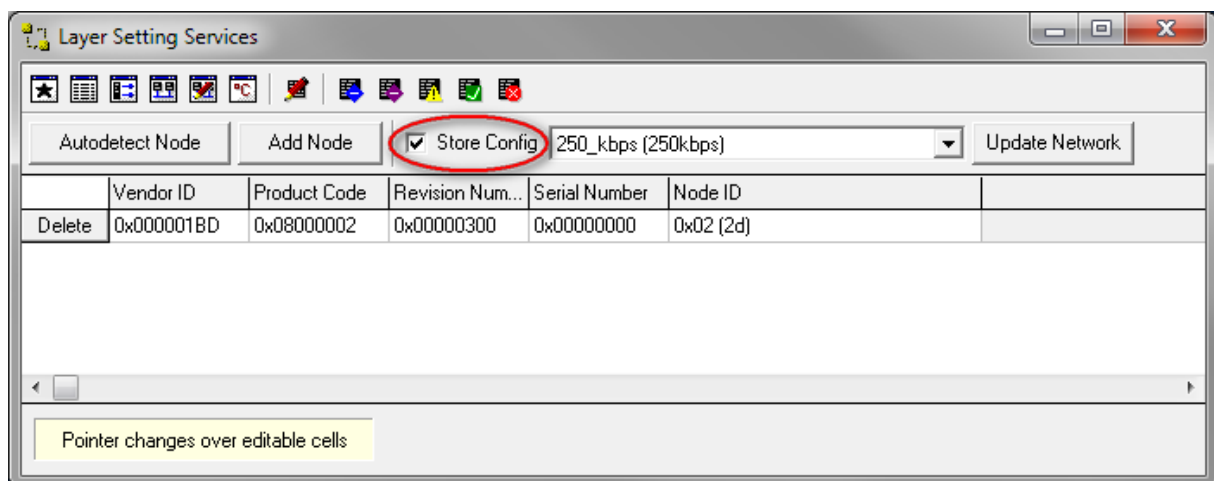 Layer Setting Services
°C
Autodetect Node Add Node Store Config 250_kbps (250kbps) Update Network
Vendor ID Product Code Revision Num... Serial Number Node ID
Delete 0x000001BD 0x08000002 0x00000300 0x00000000 0x02 (2d)
Pointer changes over editable cells